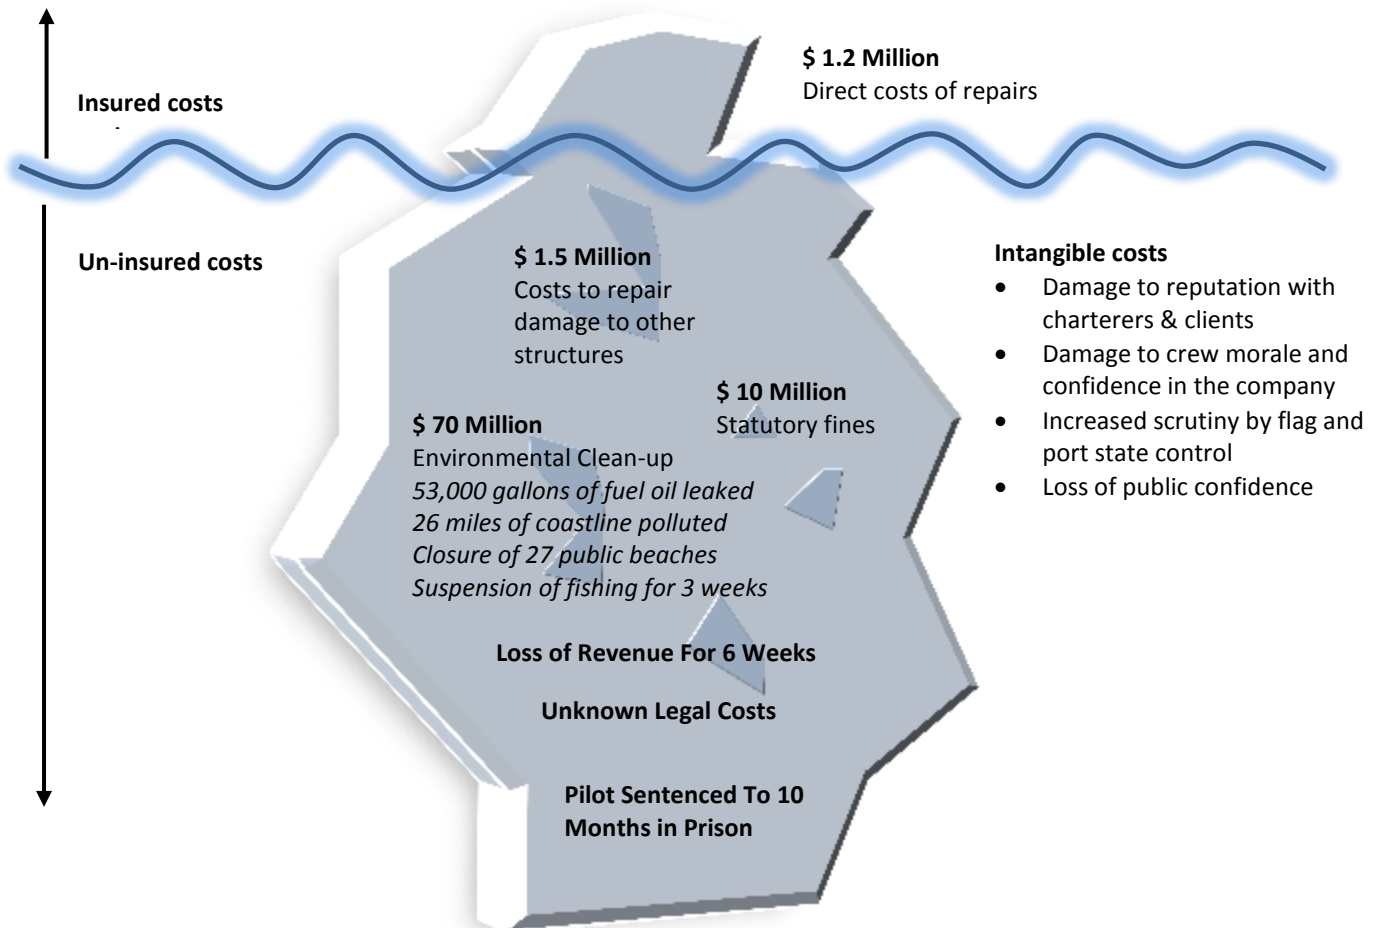 Insured costs
$ 1.2 Million
Direct costs of repairs
Un-insured costs
$ 1.5 Million
Costs to repair
damage to other
structures
$ 10 Million
Statutory fines
$ 70 Million
Environmental Clean-up
53,000 gallons of fuel oil leaked
26 miles of coastline polluted
Closure of 27 public beaches
Suspension of fishing for 3 weeks
Loss of Revenue For 6 Weeks
Unknown Legal Costs
Pilot Sentenced To 10
Months in Prison
Intangible costs
• Damage to reputation with
charterers & clients
• Damage to crew morale and
confidence in the company
• Increased scrutiny by flag and
port state control
• Loss of public confidence